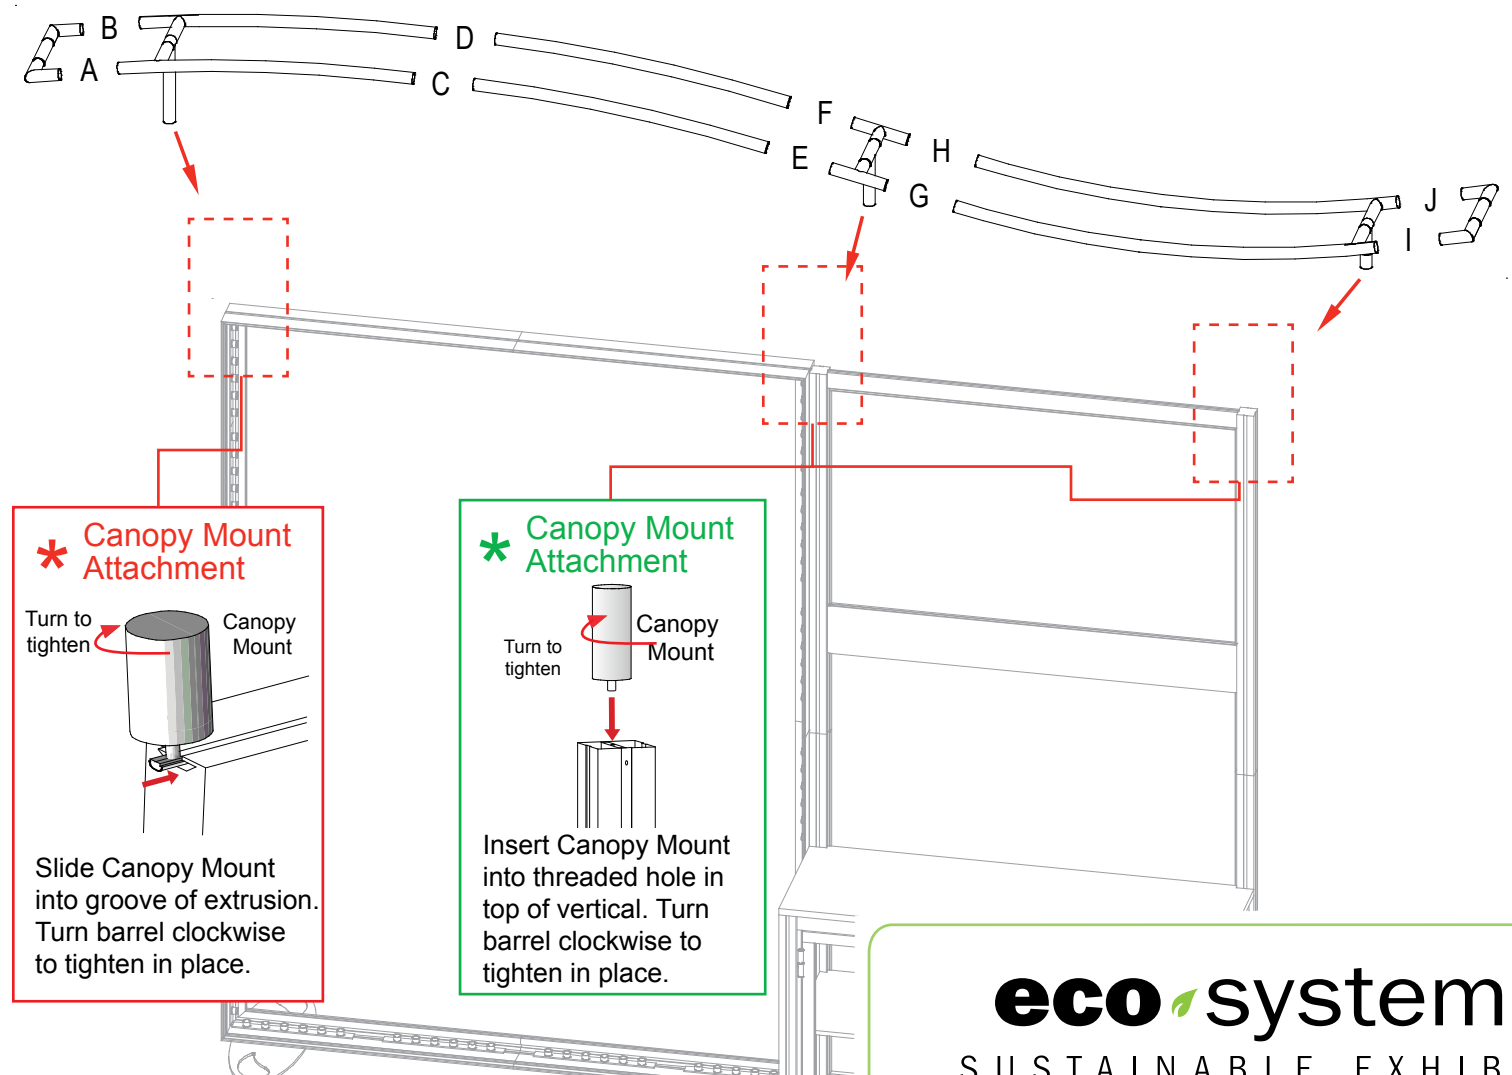 B
D
A
C
F
H
E
G
J
I
* Canopy Mount
Attachment
Turn to
tighten
Canopy
Mount
Slide Canopy Mount
into groove of extrusion.
Turn barrel clockwise
to tighten in place.
* Canopy Mount
Attachment
Turn to
tighten
Canopy
Mount
Insert Canopy Mount
into threaded hole in
top of vertical. Turn
barrel clockwise to
tighten in place.
eco system
SUSTAINABLE EXHIB